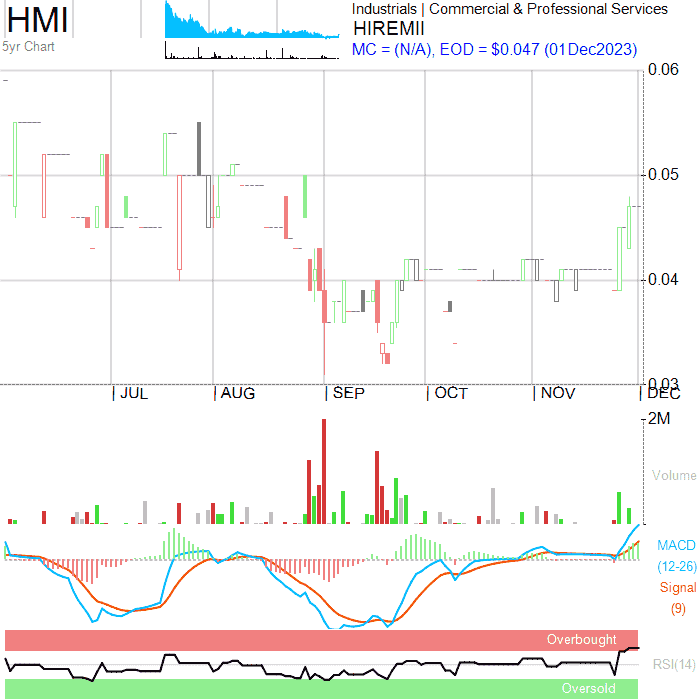 HMI
5yr Chart
Industrials | Commercial & Professional Services
HIREMII
MC = (N/A), EOD = $0.047 (01Dec2023)
0.06
0.05
0.04
0.03
JUL AUG SEP OCT NOV DEC
2M
Volume
MACD
(12-26)
Signal
(9)
Overbought
RSI(14)
Oversold